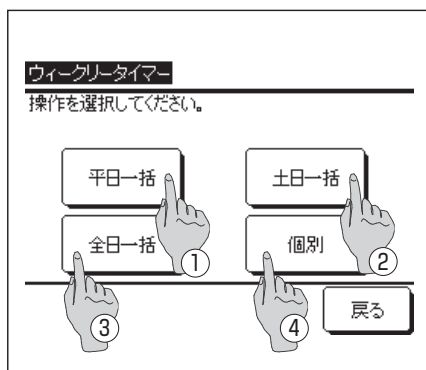 ウィークリータイマー
操作を選択してください。
平日一括
土日一括
①
②
全日一括
個別
③
④
戻る